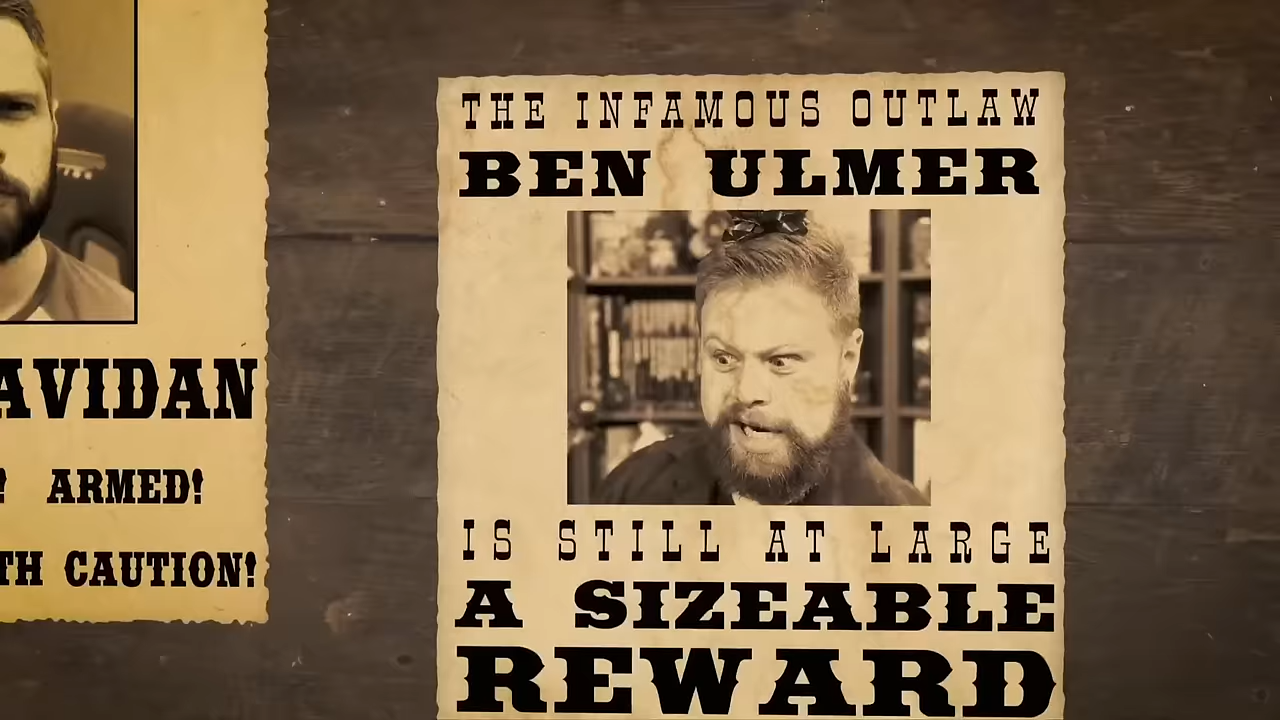 AVIDAN
! ARMED!
TH CAUTION!
THE INFAMOUS OUTLAW
BEN ULMER
IS STILL AT LARGE
A SIZEABLE
REWARD